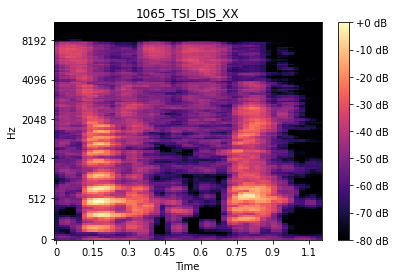 1065_TSI_DIS_XX
+0 dB
8192
-10 dB
4096
-20 dB
-30 dB
2048
Hz
-40 dB
1024
-50 dB
512
-60 dB
-70 dB
0
-80 dB
0 0.15 0.3 0.45 0.6 0.75 0.9 1.1
Time